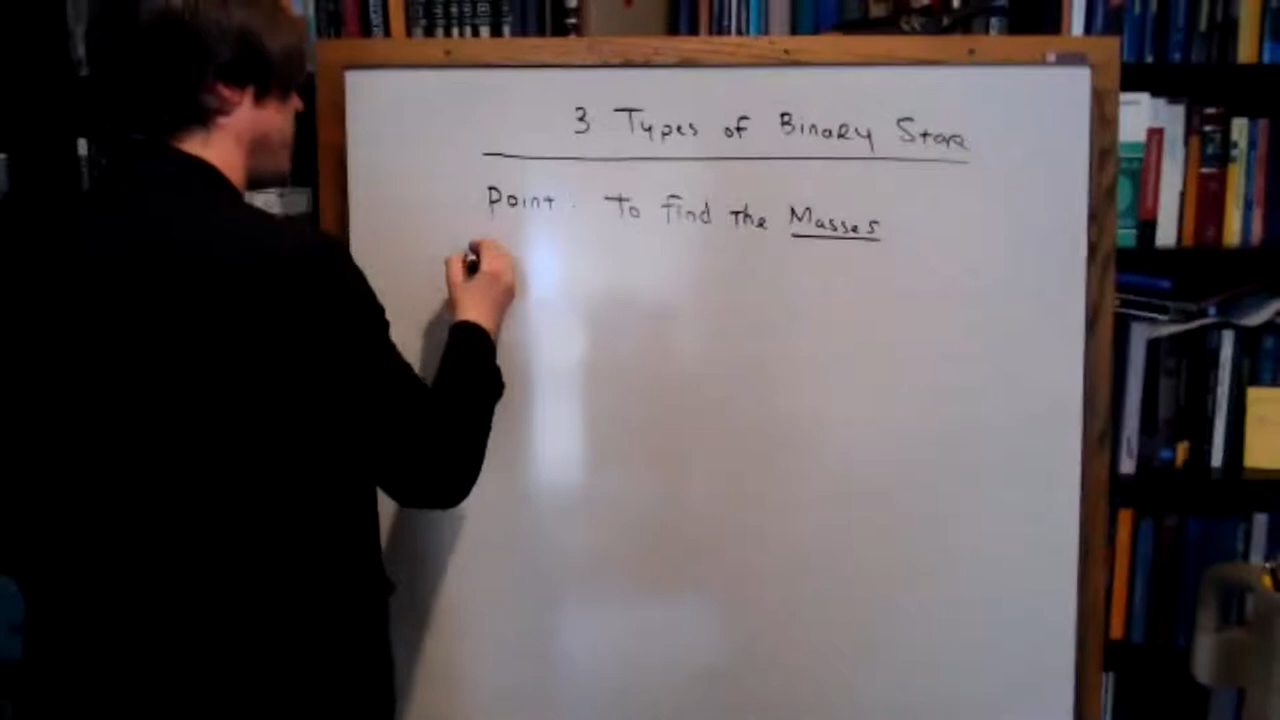 3 Types of Binary Star
Point: To find the Masses